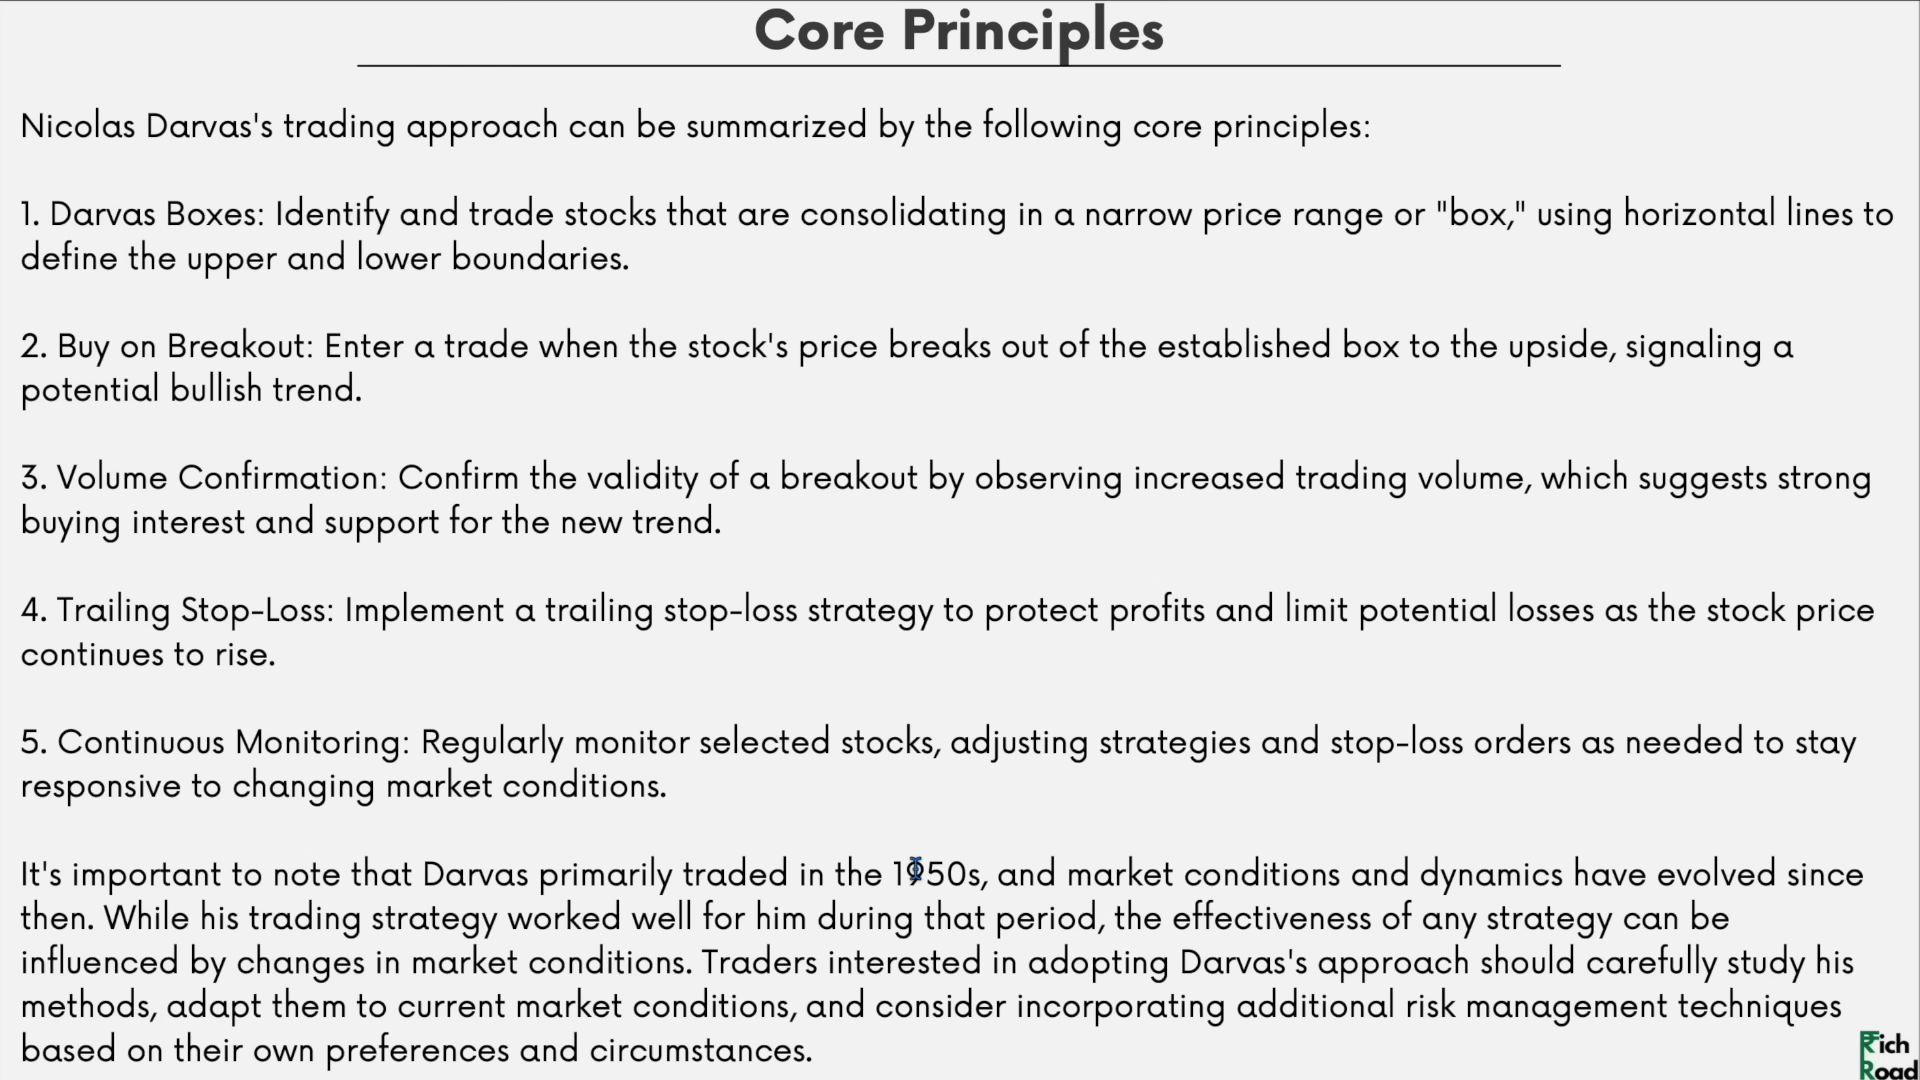 Core Principles
Nicolas Darvas's trading approach can be summarized by the following core principles:
1. Darvas Boxes: Identify and trade stocks that are consolidating in a narrow price range or "box," using horizontal lines to
define the upper and lower boundaries.
2. Buy on Breakout: Enter a trade when the stock's price breaks out of the established box to the upside, signaling a
potential bullish trend.
3. Volume Confirmation: Confirm the validity of a breakout by observing increased trading volume, which suggests strong
buying interest and support for the new trend.
4. Trailing Stop-Loss: Implement a trailing stop-loss strategy to protect profits and limit potential losses as the stock price
continues to rise.
5. Continuous Monitoring: Regularly monitor selected stocks, adjusting strategies and stop-loss orders as needed to stay
responsive to changing market conditions.
It's important to note that Darvas primarily traded in the 1950s, and market conditions and dynamics have evolved since
then. While his trading strategy worked well for him during that period, the effectiveness of any strategy can be
influenced by changes in market conditions. Traders interested in adopting Darvas's approach should carefully study his
methods, adapt them to current market conditions, and consider incorporating additional risk management techniques
based on their own preferences and circumstances.
₹ich
Road